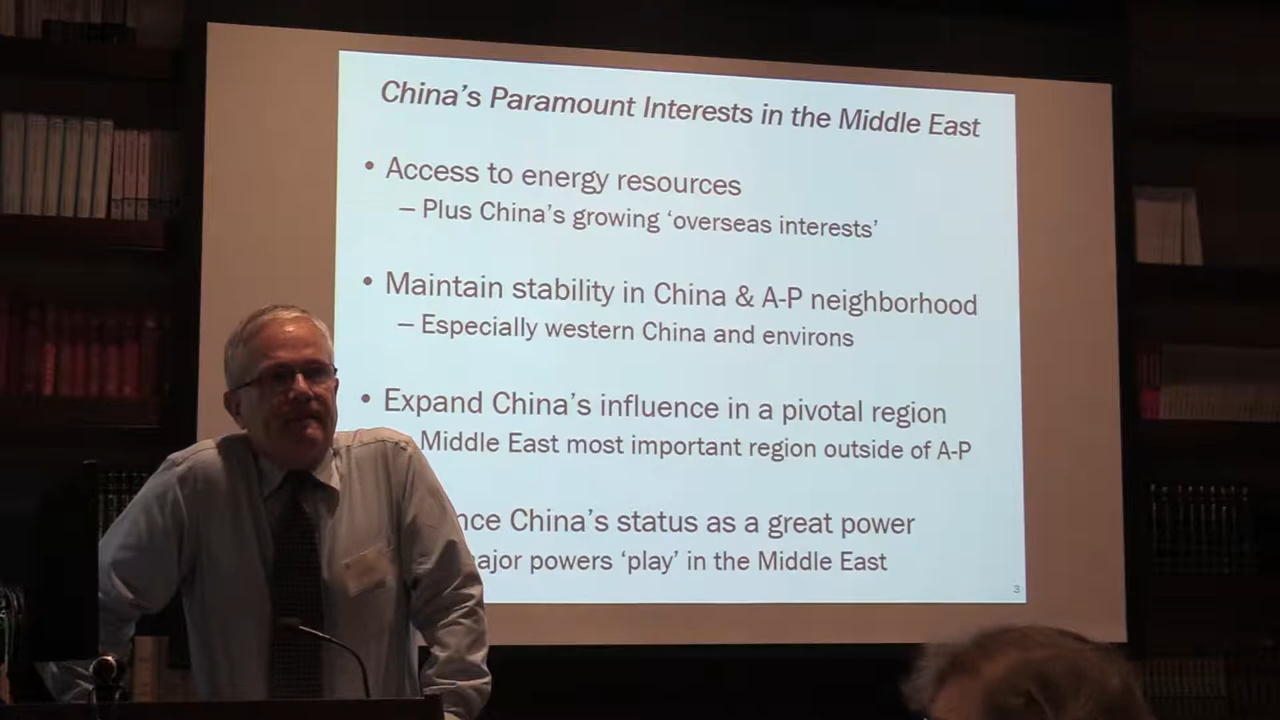 China's Paramount Interests in the Middle East
• Access to energy resources
– Plus China's growing 'overseas interests'
• Maintain stability in China & A-P neighborhood
– Especially western China and environs
• Expand China's influence in a pivotal region
Middle East most important region outside of A-P
China's status as a great power
powers 'play' in the Middle East
3